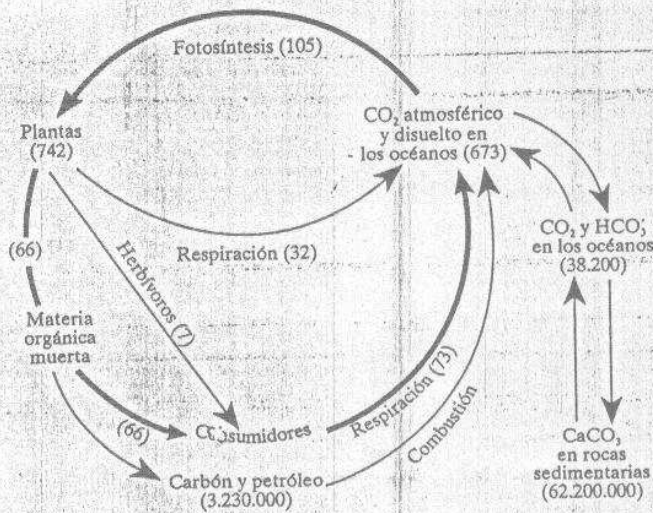 Fotosíntesis (105)
Plantas
(742)
CO₂ atmosférico
y disuelto en
los océanos (673)
(66)
Respiración (32)
Herbívoros (7)
CO₂ y HCO₃⁻
en los océanos
(38.200)
Materia
orgánica
muerta
(66)
Consumidores
Respiración (73)
Combustión
Carbón y petróleo
(3.230.000)
CaCO₃
en rocas
sedimentarias
(62.200.000)